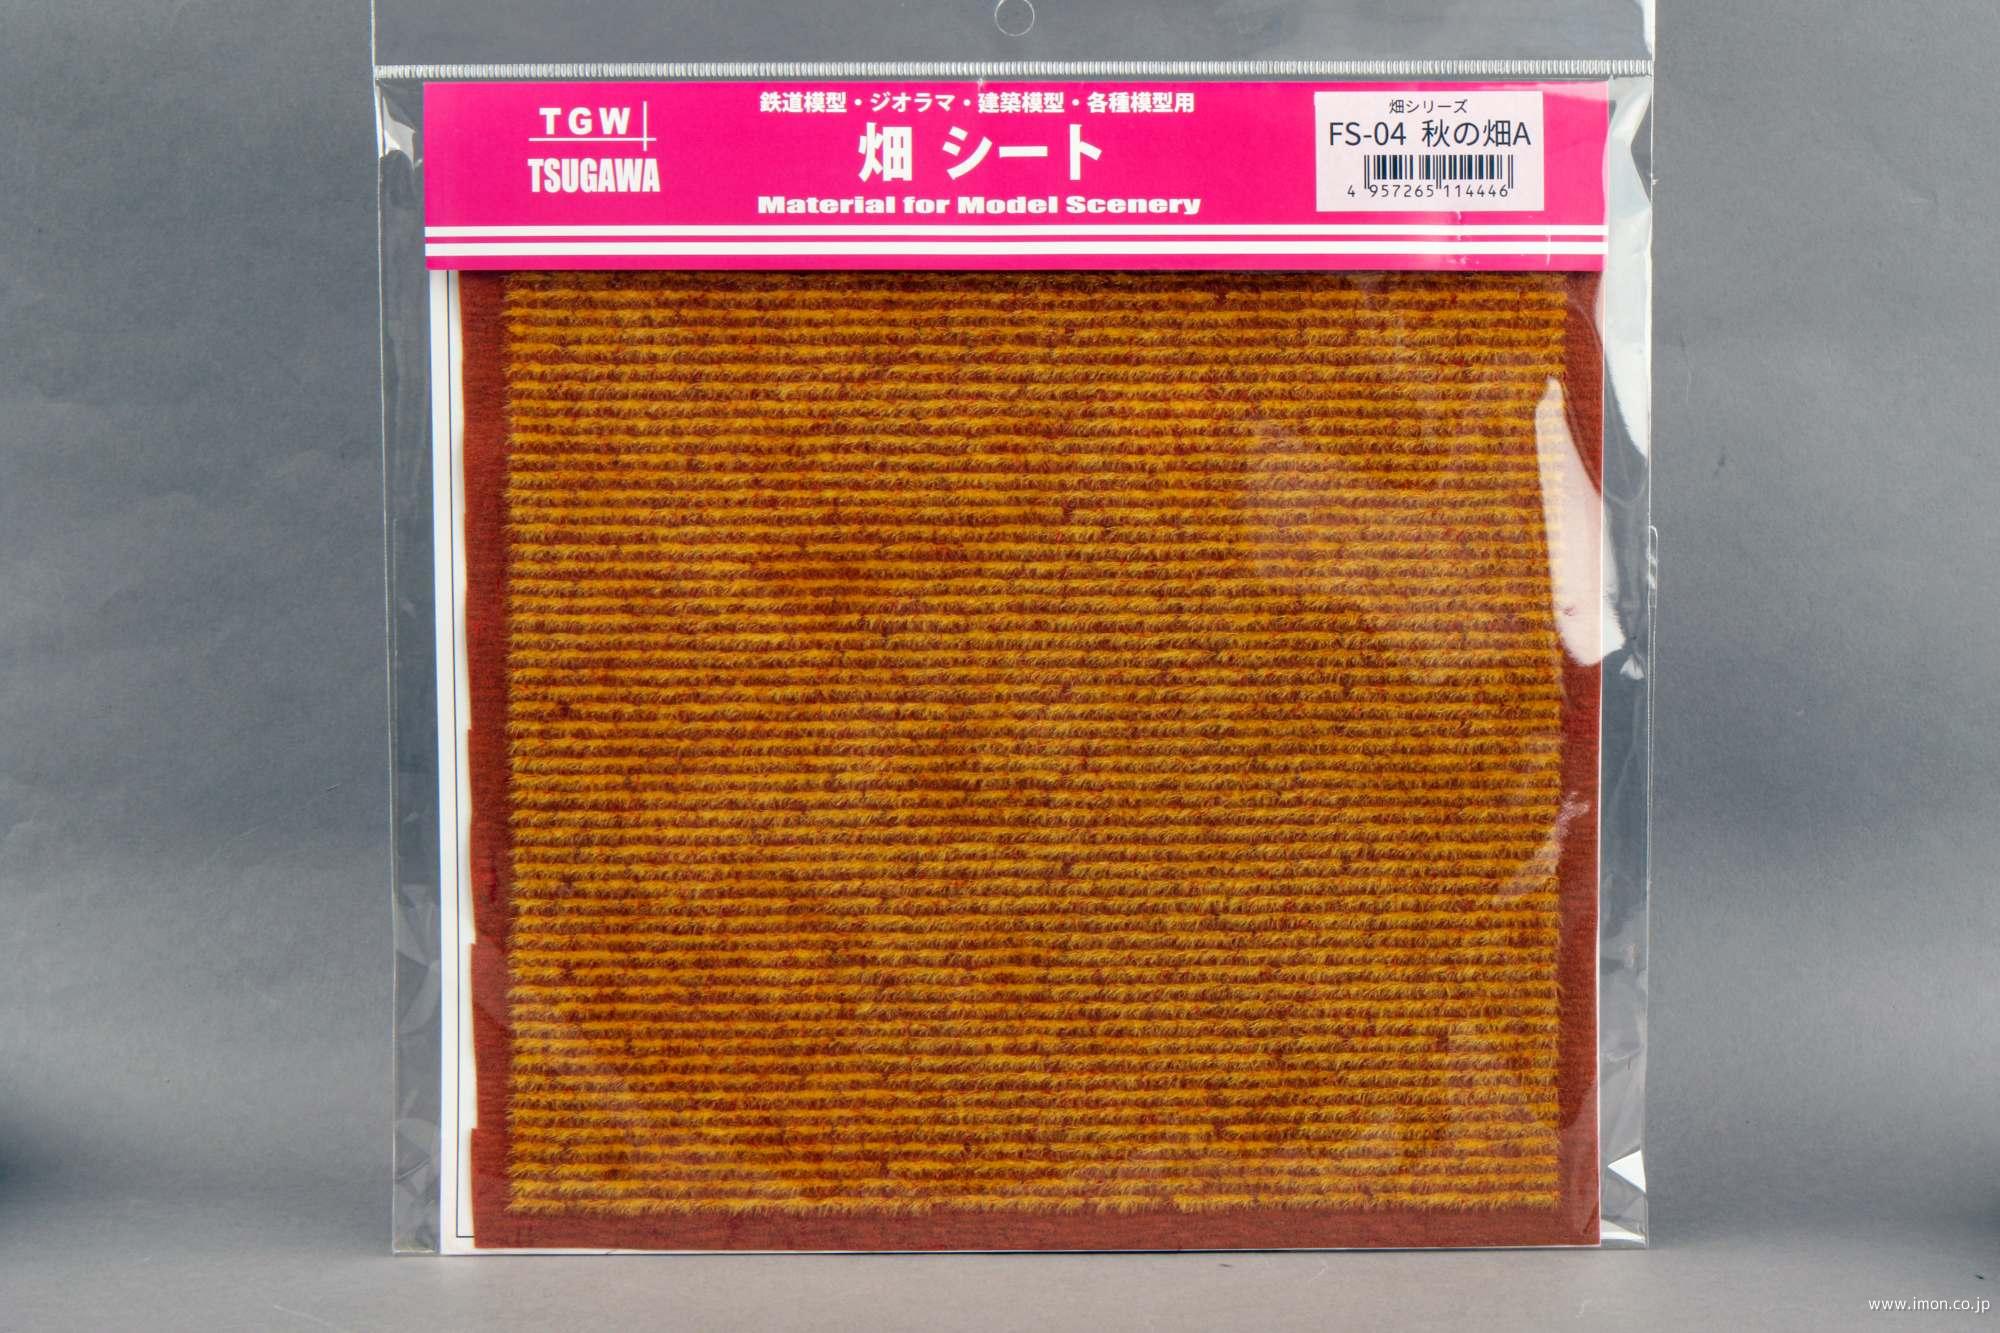 TGW
TSUGAWA
鉄道模型・ジオラマ・建築模型・各種模型用
畑 シート
Material for Model Scenery
畑シリーズ
FS-04 秋の畑A
4 957265 114446
www.imon.co.jp